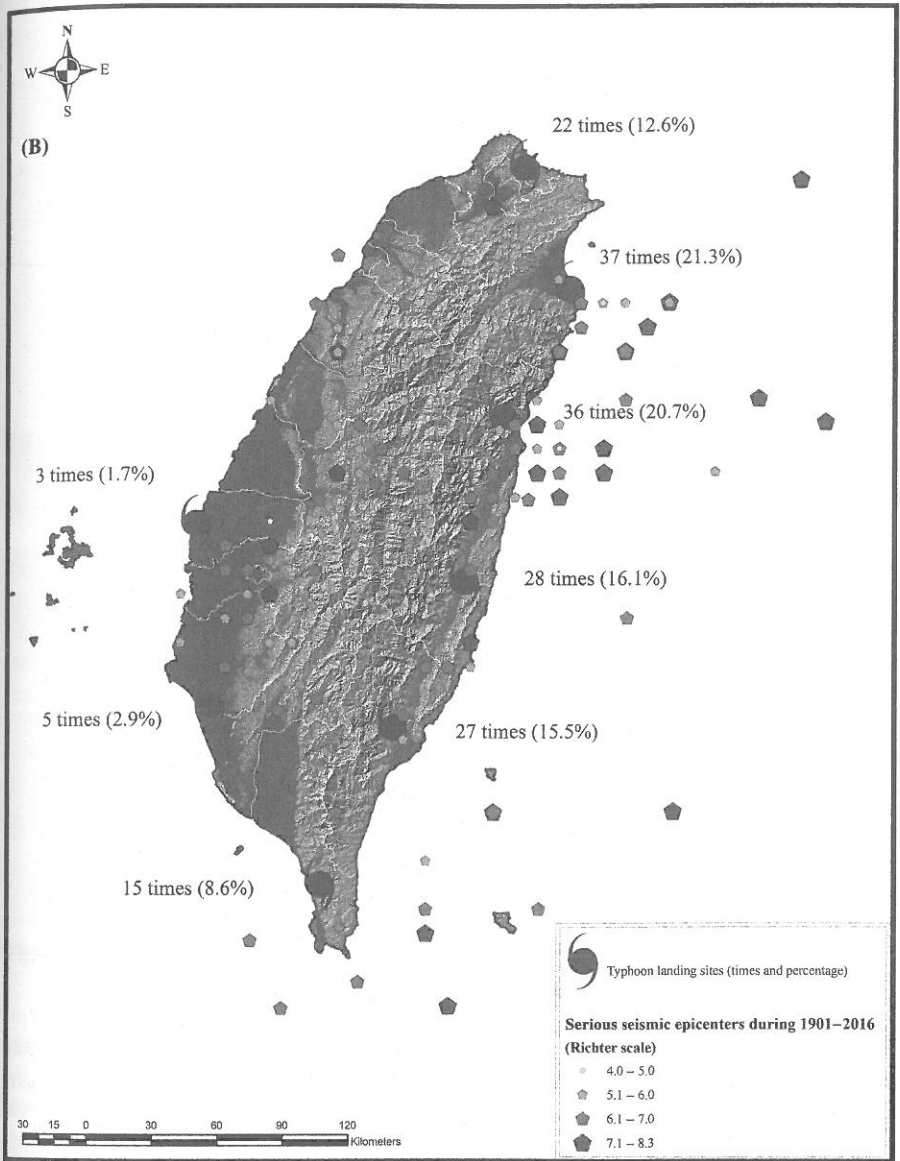 N
W E
S
(B)
22 times (12.6%)
37 times (21.3%)
36 times (20.7%)
3 times (1.7%)
28 times (16.1%)
5 times (2.9%)
27 times (15.5%)
15 times (8.6%)
Typhoon landing sites (times and percentage)
Serious seismic epicenters during 1901–2016
(Richter scale)
4.0 – 5.0
5.1 – 6.0
6.1 – 7.0
7.1 – 8.3
30 15 0 30 60 90 120
Kilometers